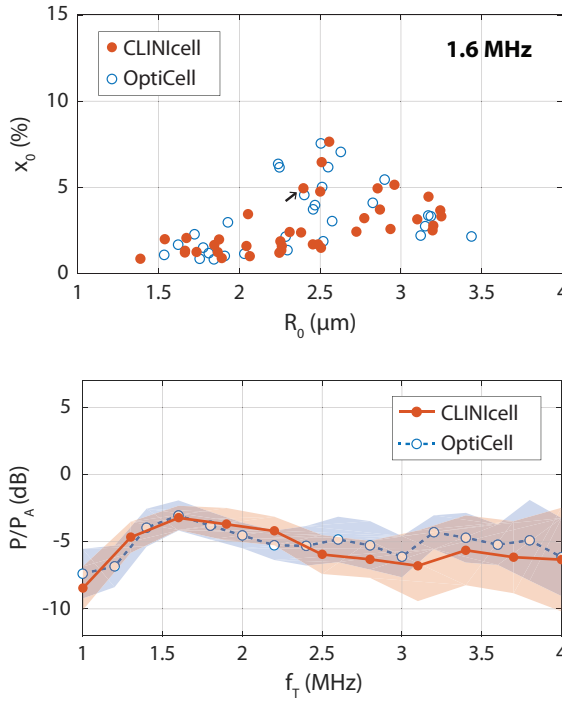 15
CLINIcell
OptiCell
1.6 MHz
10
x₀ (%)
5
0
1 1.5 2 2.5 3 3.5 4
R₀ (μm)
5
CLINIcell
OptiCell
0
P/P_A (dB)
-5
-10
1 1.5 2 2.5 3 3.5 4
f_T (MHz)